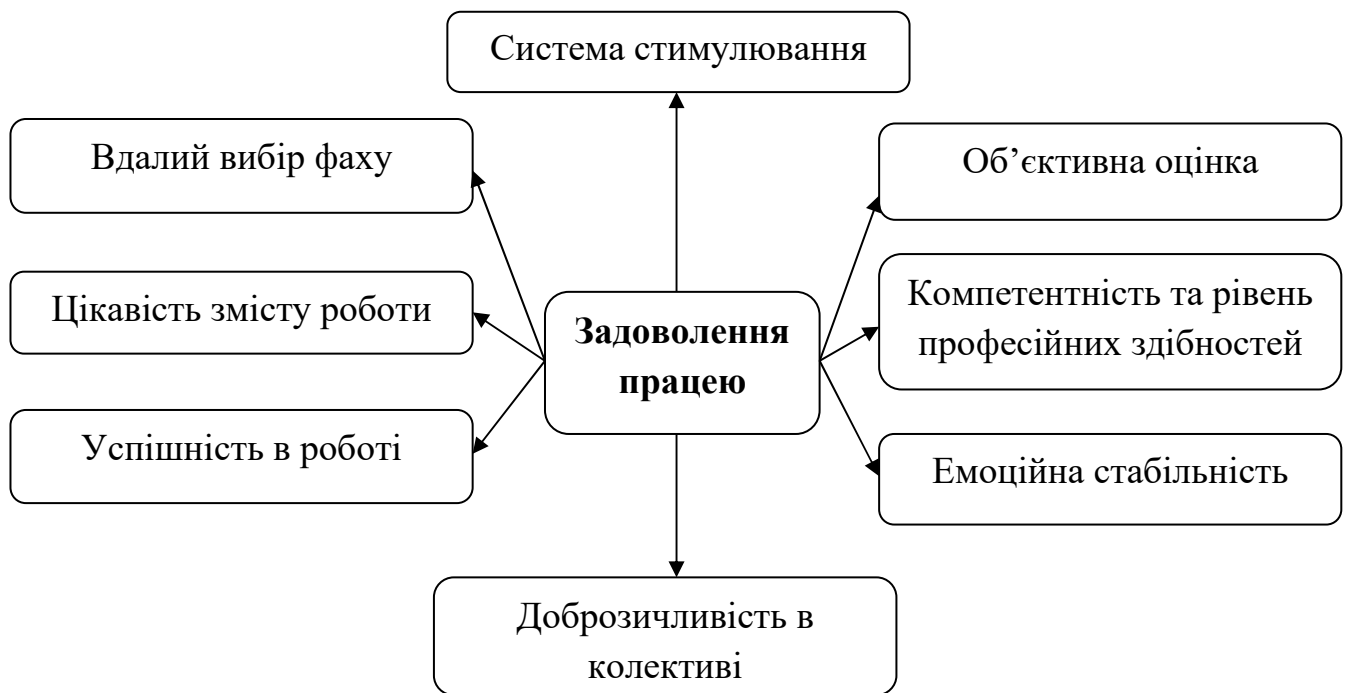 Система стимулювання
Вдалий вибір фаху
Об’єктивна оцінка
Цікавість змісту роботи
Компетентність та рівень
професійних здібностей
Задоволення
працею
Успішність в роботі
Емоційна стабільність
Доброзичливість в
колективі